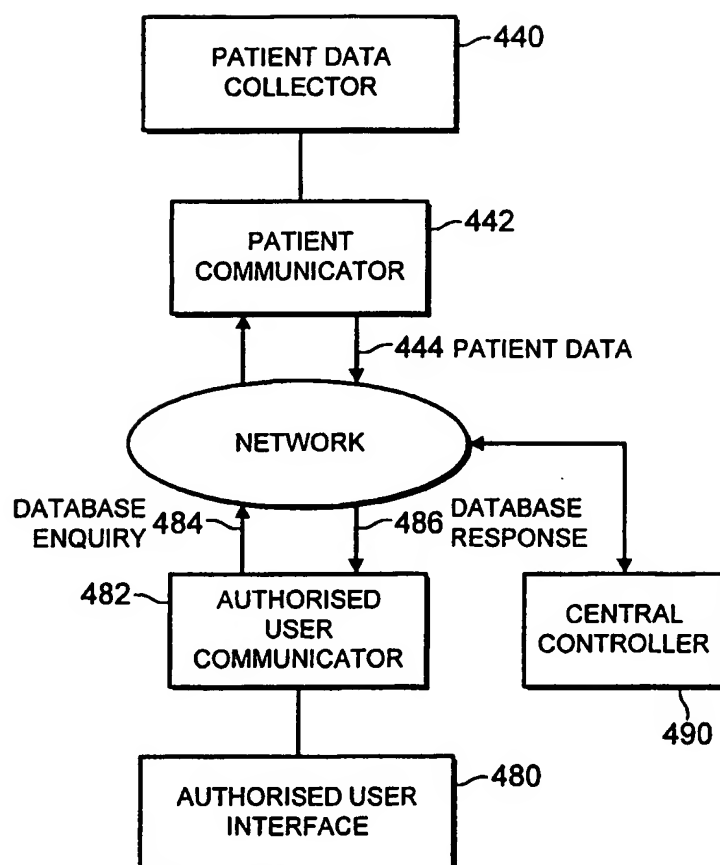 PATIENT DATA
COLLECTOR
440
PATIENT
COMMUNICATOR
442
444 PATIENT DATA
NETWORK
DATABASE
ENQUIRY
484
486
DATABASE
RESPONSE
482
AUTHORISED
USER
COMMUNICATOR
CENTRAL
CONTROLLER
490
AUTHORISED USER
INTERFACE
480